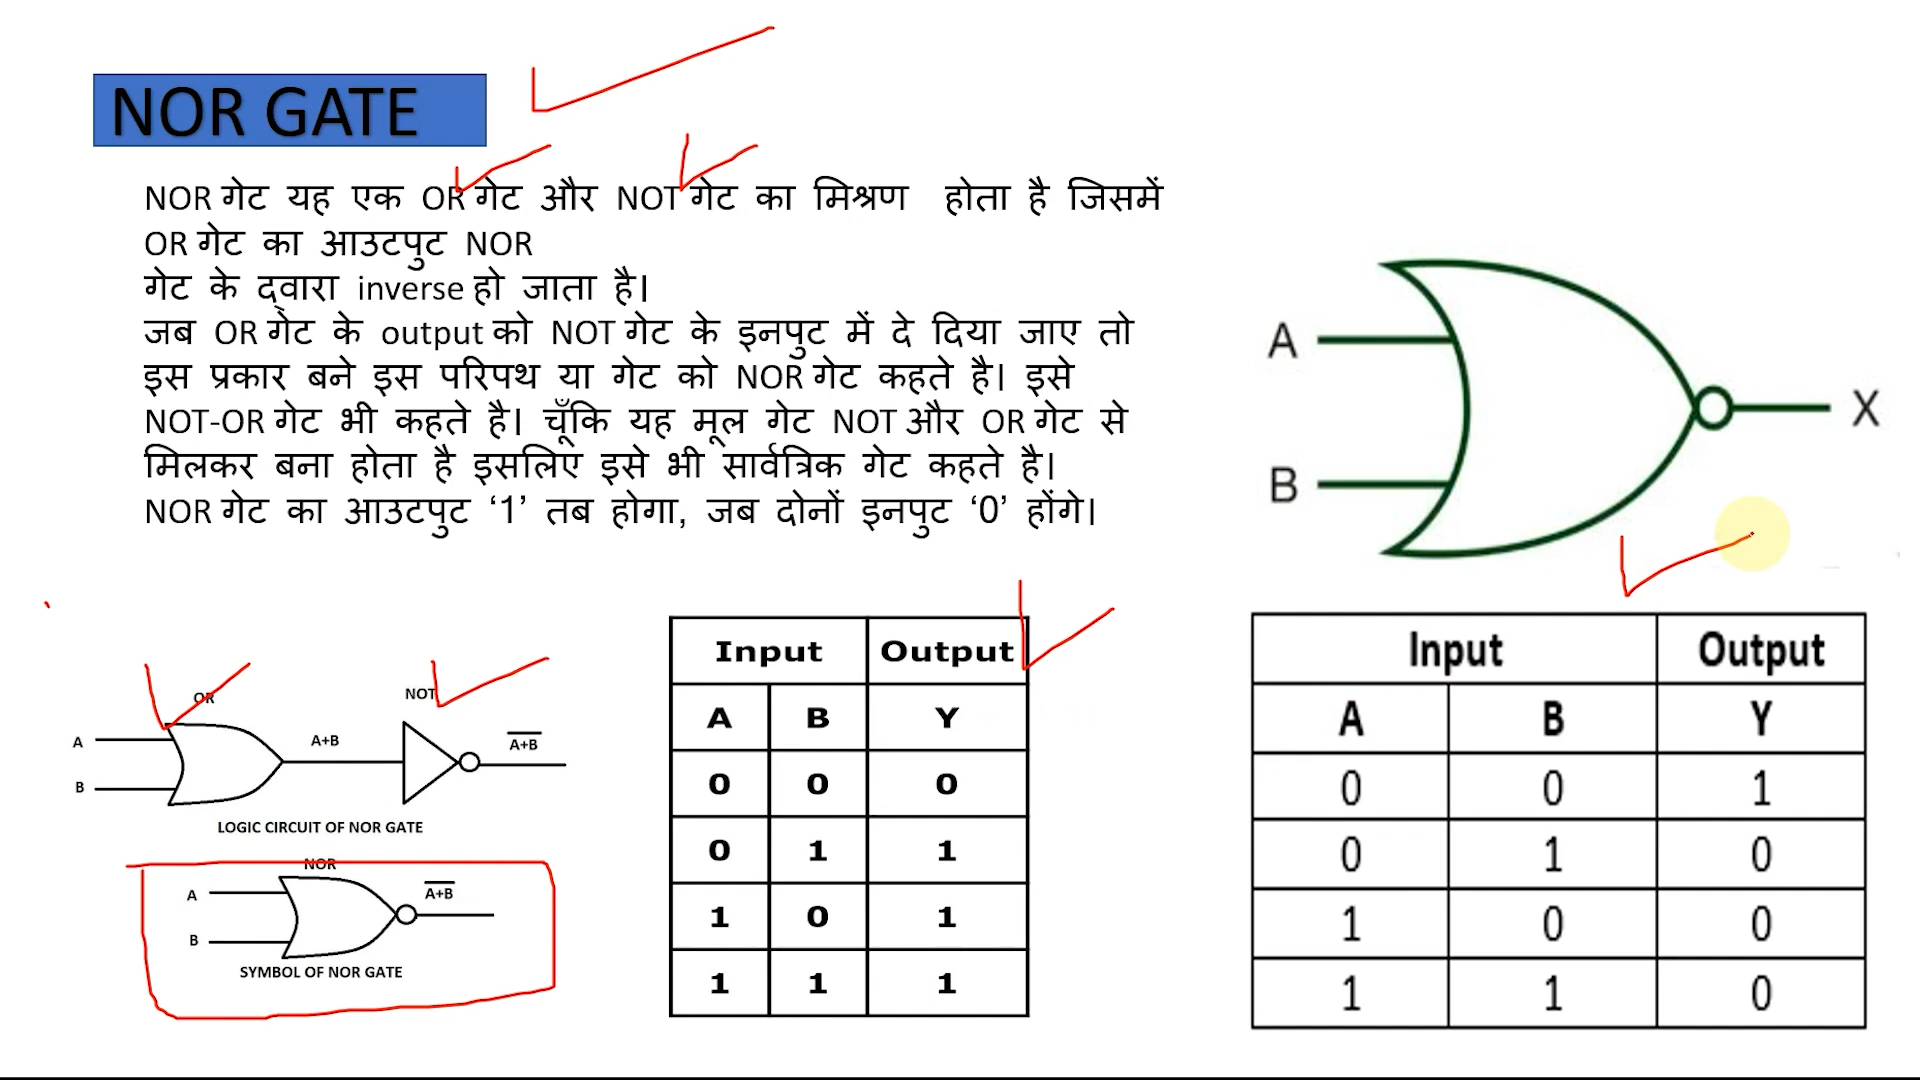 NOR GATE
NOR गेट यह एक OR गेट और NOT गेट का मिश्रण होता है जिसमें
OR गेट का आउटपुट NOR
गेट के द्वारा inverse हो जाता है।
जब OR गेट के output को NOT गेट के इनपुट में दे दिया जाए तो
इस प्रकार बने इस परिपथ या गेट को NOR गेट कहते है। इसे
NOT-OR गेट भी कहते है। चूँकि यह मूल गेट NOT और OR गेट से
मिलकर बना होता है इसलिए इसे भी सार्वत्रिक गेट कहते है।
NOR गेट का आउटपुट ‘1’ तब होगा, जब दोनों इनपुट ‘0’ होंगे।
A
B
X
OR
NOT
A
B
A+B
A+B
LOGIC CIRCUIT OF NOR GATE
NOR
A
B
A+B
SYMBOL OF NOR GATE
Input Output
A B Y
0 0 0
0 1 1
1 0 1
1 1 1
Input Output
A B Y
0 0 1
0 1 0
1 0 0
1 1 0